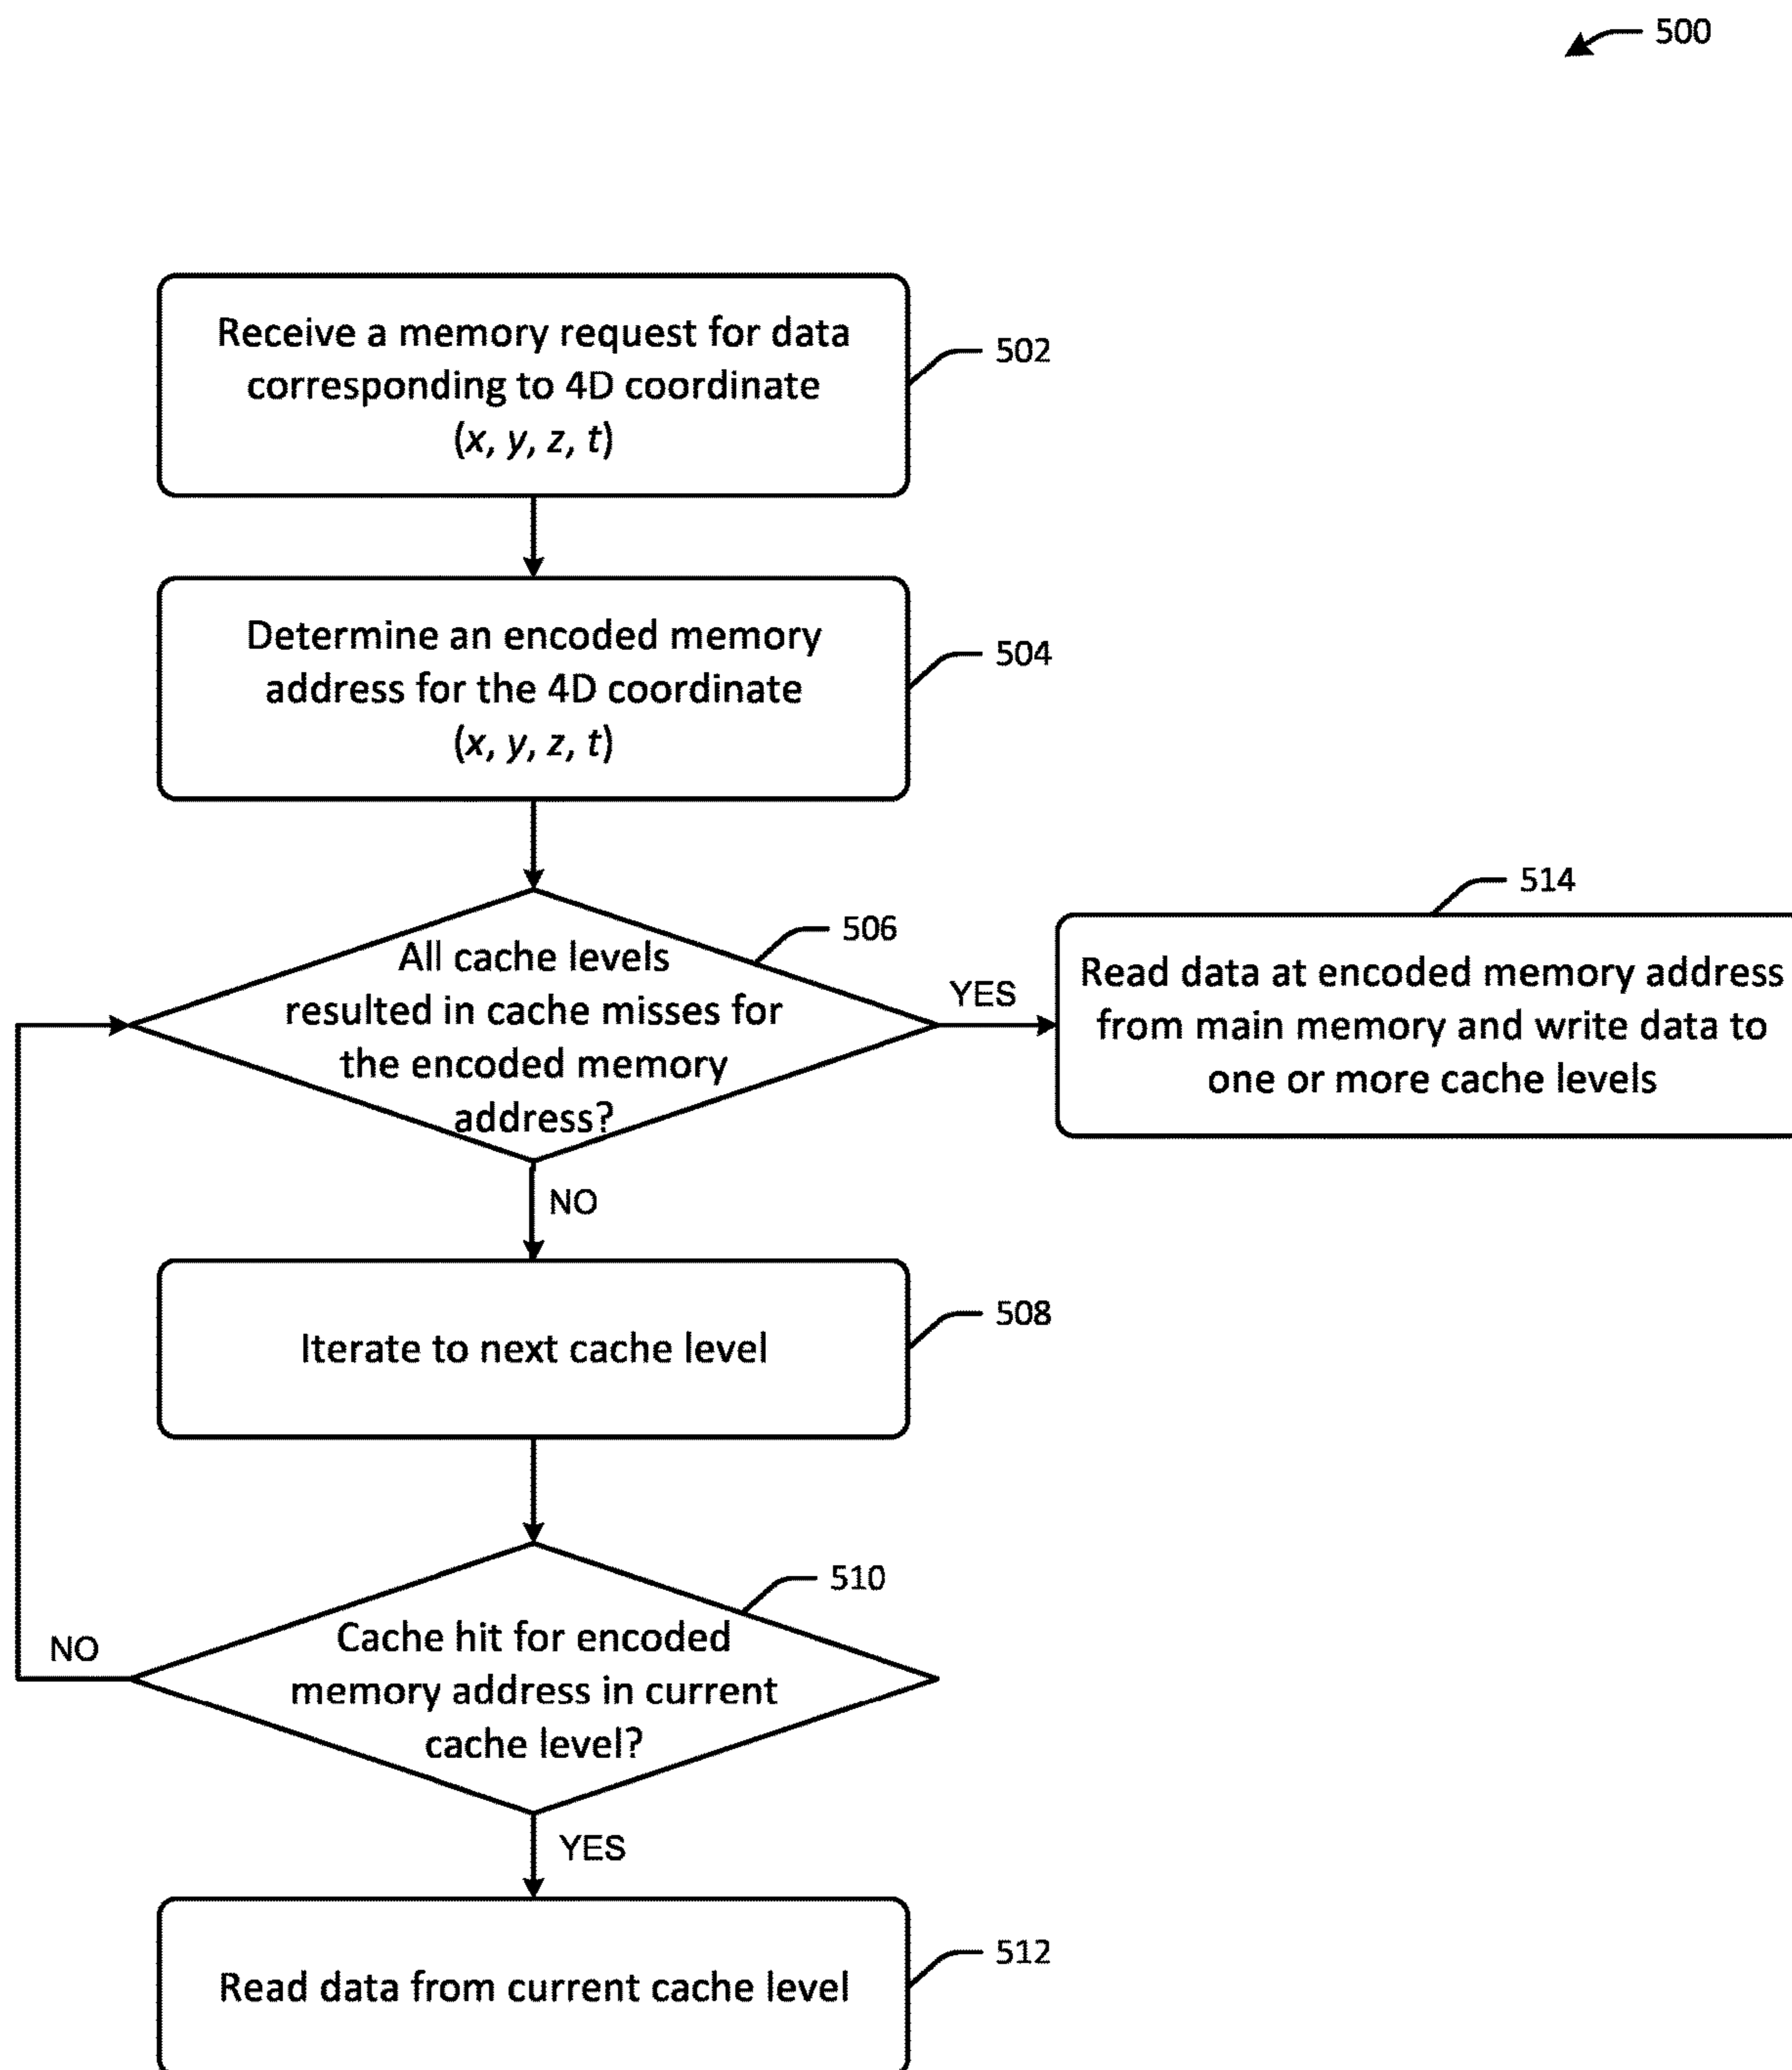 500
Receive a memory request for data
corresponding to 4D coordinate
(x, y, z, t)
502
Determine an encoded memory
address for the 4D coordinate
(x, y, z, t)
504
All cache levels
resulted in cache misses for
the encoded memory
address?
506
YES
514
Read data at encoded memory address
from main memory and write data to
one or more cache levels
NO
Iterate to next cache level
508
Cache hit for encoded
memory address in current
cache level?
510
NO
YES
Read data from current cache level
512